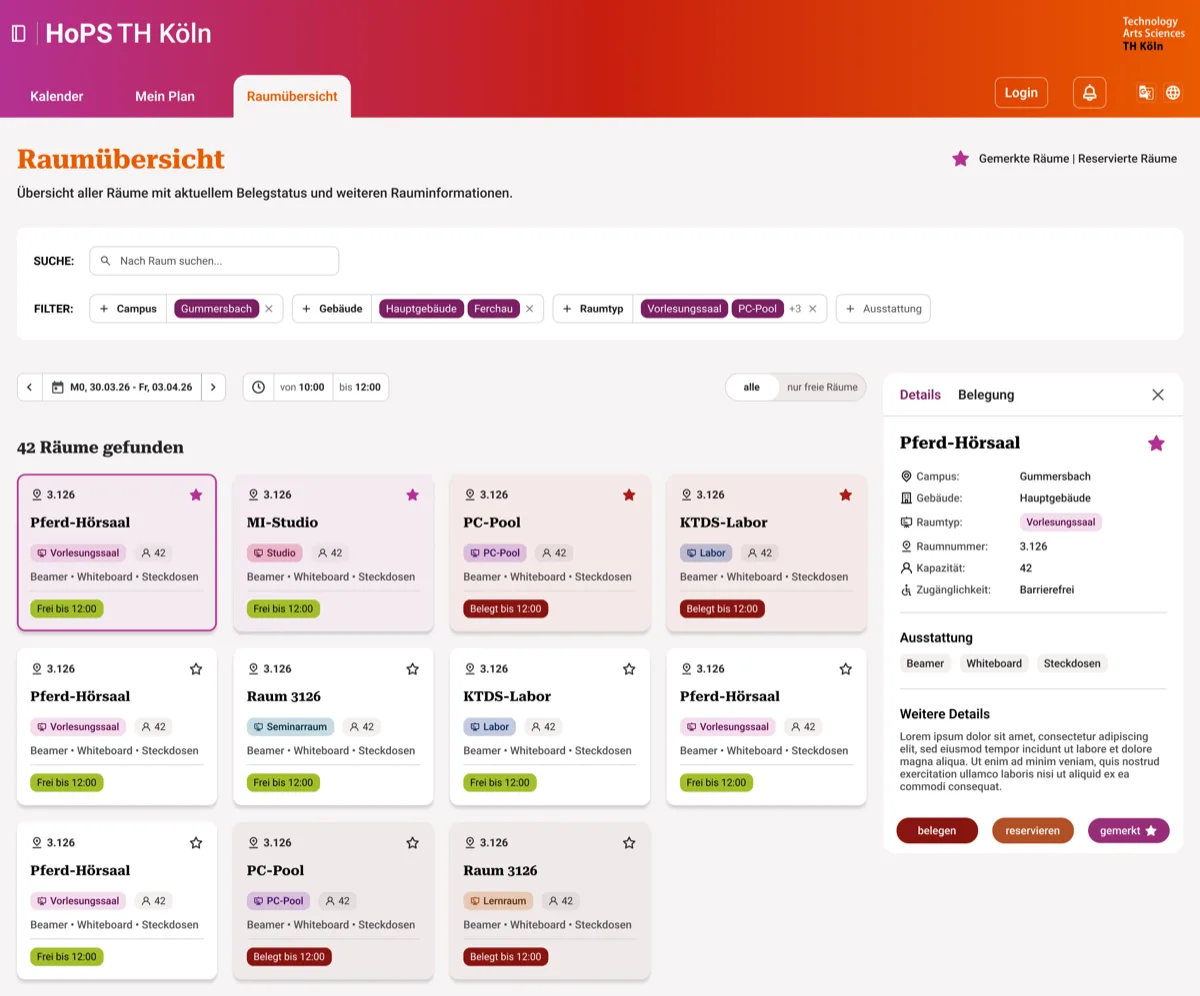 HoPS TH Köln
Technology
Arts Sciences
TH Köln
Kalender
Mein Plan
Raumübersicht
Login
Raumübersicht
Gemerkte Räume | Reservierte Räume
Übersicht aller Räume mit aktuellem Belegstatus und weiteren Rauminformationen.
SUCHE:
Nach Raum suchen...
FILTER:
+ Campus Gummersbach ×
+ Gebäude Hauptgebäude Ferchau ×
+ Raumtyp Vorlesungssaal PC-Pool +3 ×
+ Ausstattung
MO, 30.03.26 - Fr, 03.04.26
von 10:00 bis 12:00
alle nur freie Räume
42 Räume gefunden
3.126
Pferd-Hörsaal
Vorlesungssaal 42
Beamer • Whiteboard • Steckdosen
Frei bis 12:00
3.126
MI-Studio
Studio 42
Beamer • Whiteboard • Steckdosen
Frei bis 12:00
3.126
PC-Pool
PC-Pool 42
Beamer • Whiteboard • Steckdosen
Belegt bis 12:00
3.126
KTDS-Labor
Labor 42
Beamer • Whiteboard • Steckdosen
Belegt bis 12:00
3.126
Pferd-Hörsaal
Vorlesungssaal 42
Beamer • Whiteboard • Steckdosen
Frei bis 12:00
3.126
Raum 3126
Seminarraum 42
Beamer • Whiteboard • Steckdosen
Frei bis 12:00
3.126
KTDS-Labor
Labor 42
Beamer • Whiteboard • Steckdosen
Frei bis 12:00
3.126
Pferd-Hörsaal
Vorlesungssaal 42
Beamer • Whiteboard • Steckdosen
Frei bis 12:00
3.126
Pferd-Hörsaal
Vorlesungssaal 42
Beamer • Whiteboard • Steckdosen
Frei bis 12:00
3.126
PC-Pool
PC-Pool 42
Beamer • Whiteboard • Steckdosen
Belegt bis 12:00
3.126
Raum 3126
Lernraum 42
Beamer • Whiteboard • Steckdosen
Belegt bis 12:00
Details Belegung
Pferd-Hörsaal
Campus: Gummersbach
Gebäude: Hauptgebäude
Raumtyp: Vorlesungssaal
Raumnummer: 3.126
Kapazität: 42
Zugänglichkeit: Barrierefrei
Ausstattung
Beamer Whiteboard Steckdosen
Weitere Details
Lorem ipsum dolor sit amet, consectetur adipiscing
elit, sed eiusmod tempor incidunt ut labore et dolore
magna aliqua. Ut enim ad minim veniam, quis nostrud
exercitation ullamco laboris nisi ut aliquid ex ea
commodi consequat.
belegen
reservieren
gemerkt